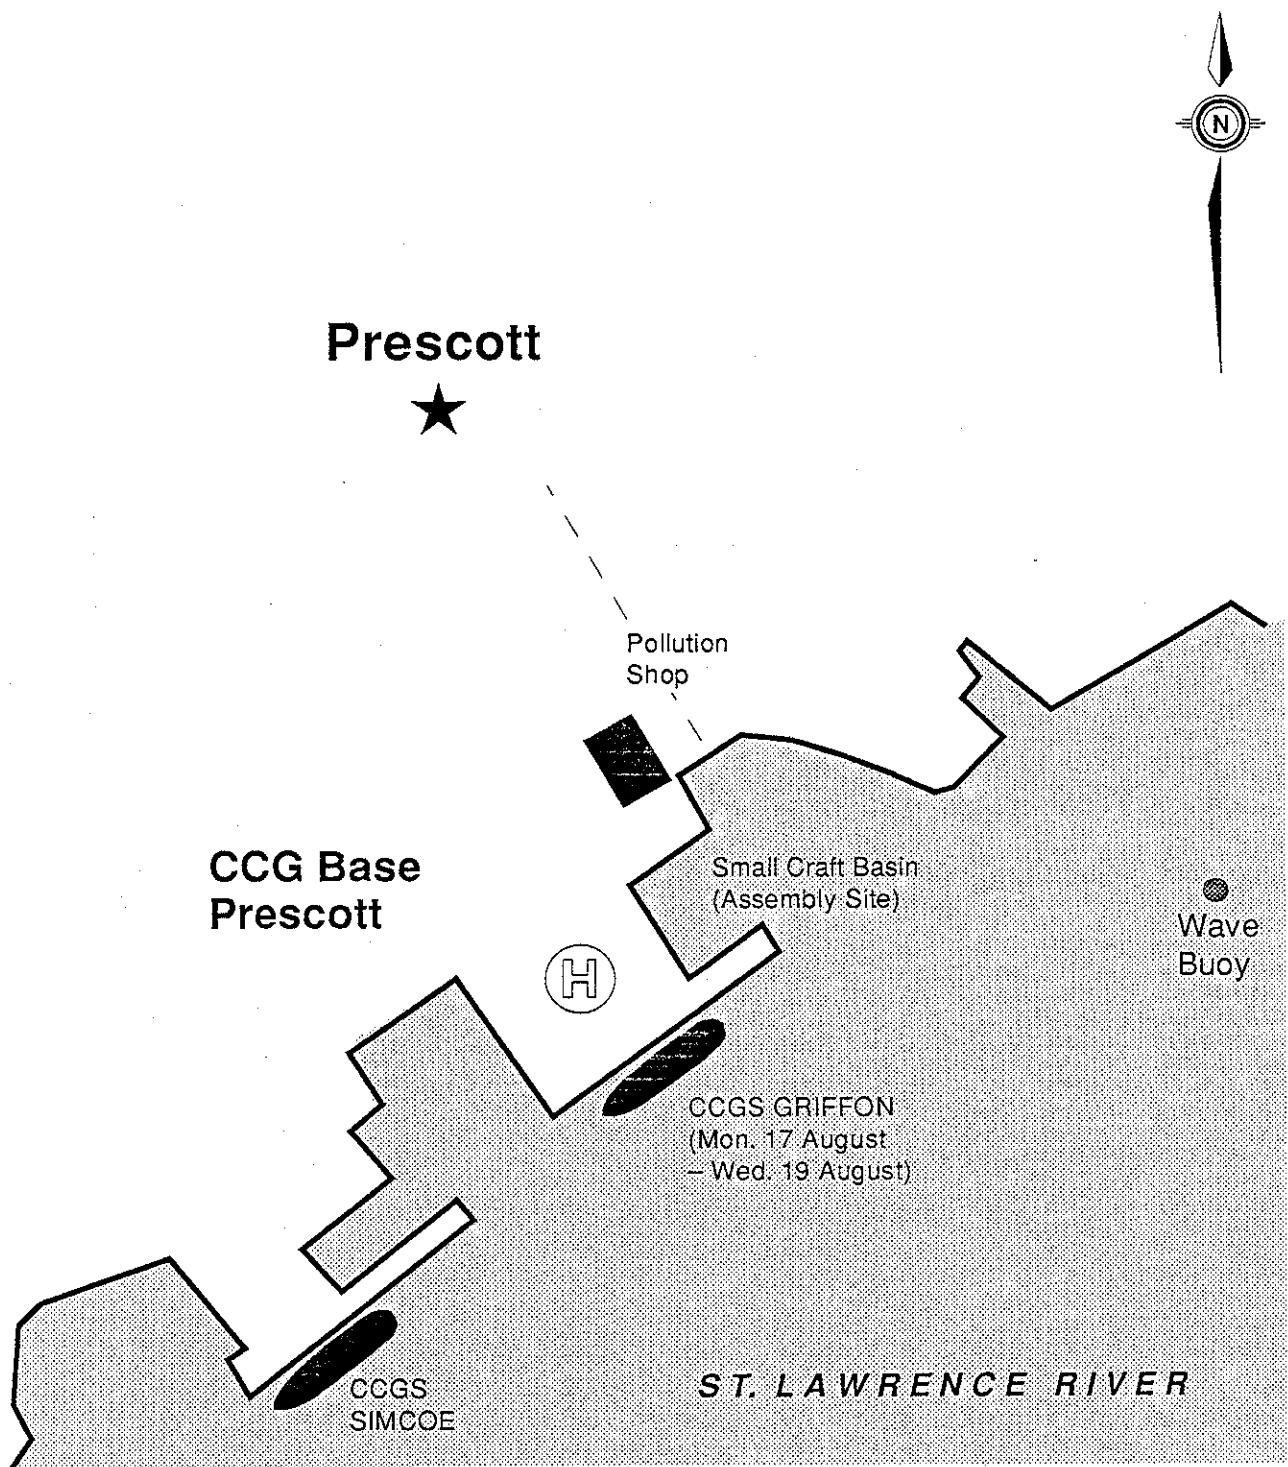 N
Prescott
Pollution
Shop
CCG Base
Prescott
Small Craft Basin
(Assembly Site)
Wave
Buoy
H
CCGS GRIFFON
(Mon. 17 August
– Wed. 19 August)
ST. LAWRENCE RIVER
CCGS
SIMCOE